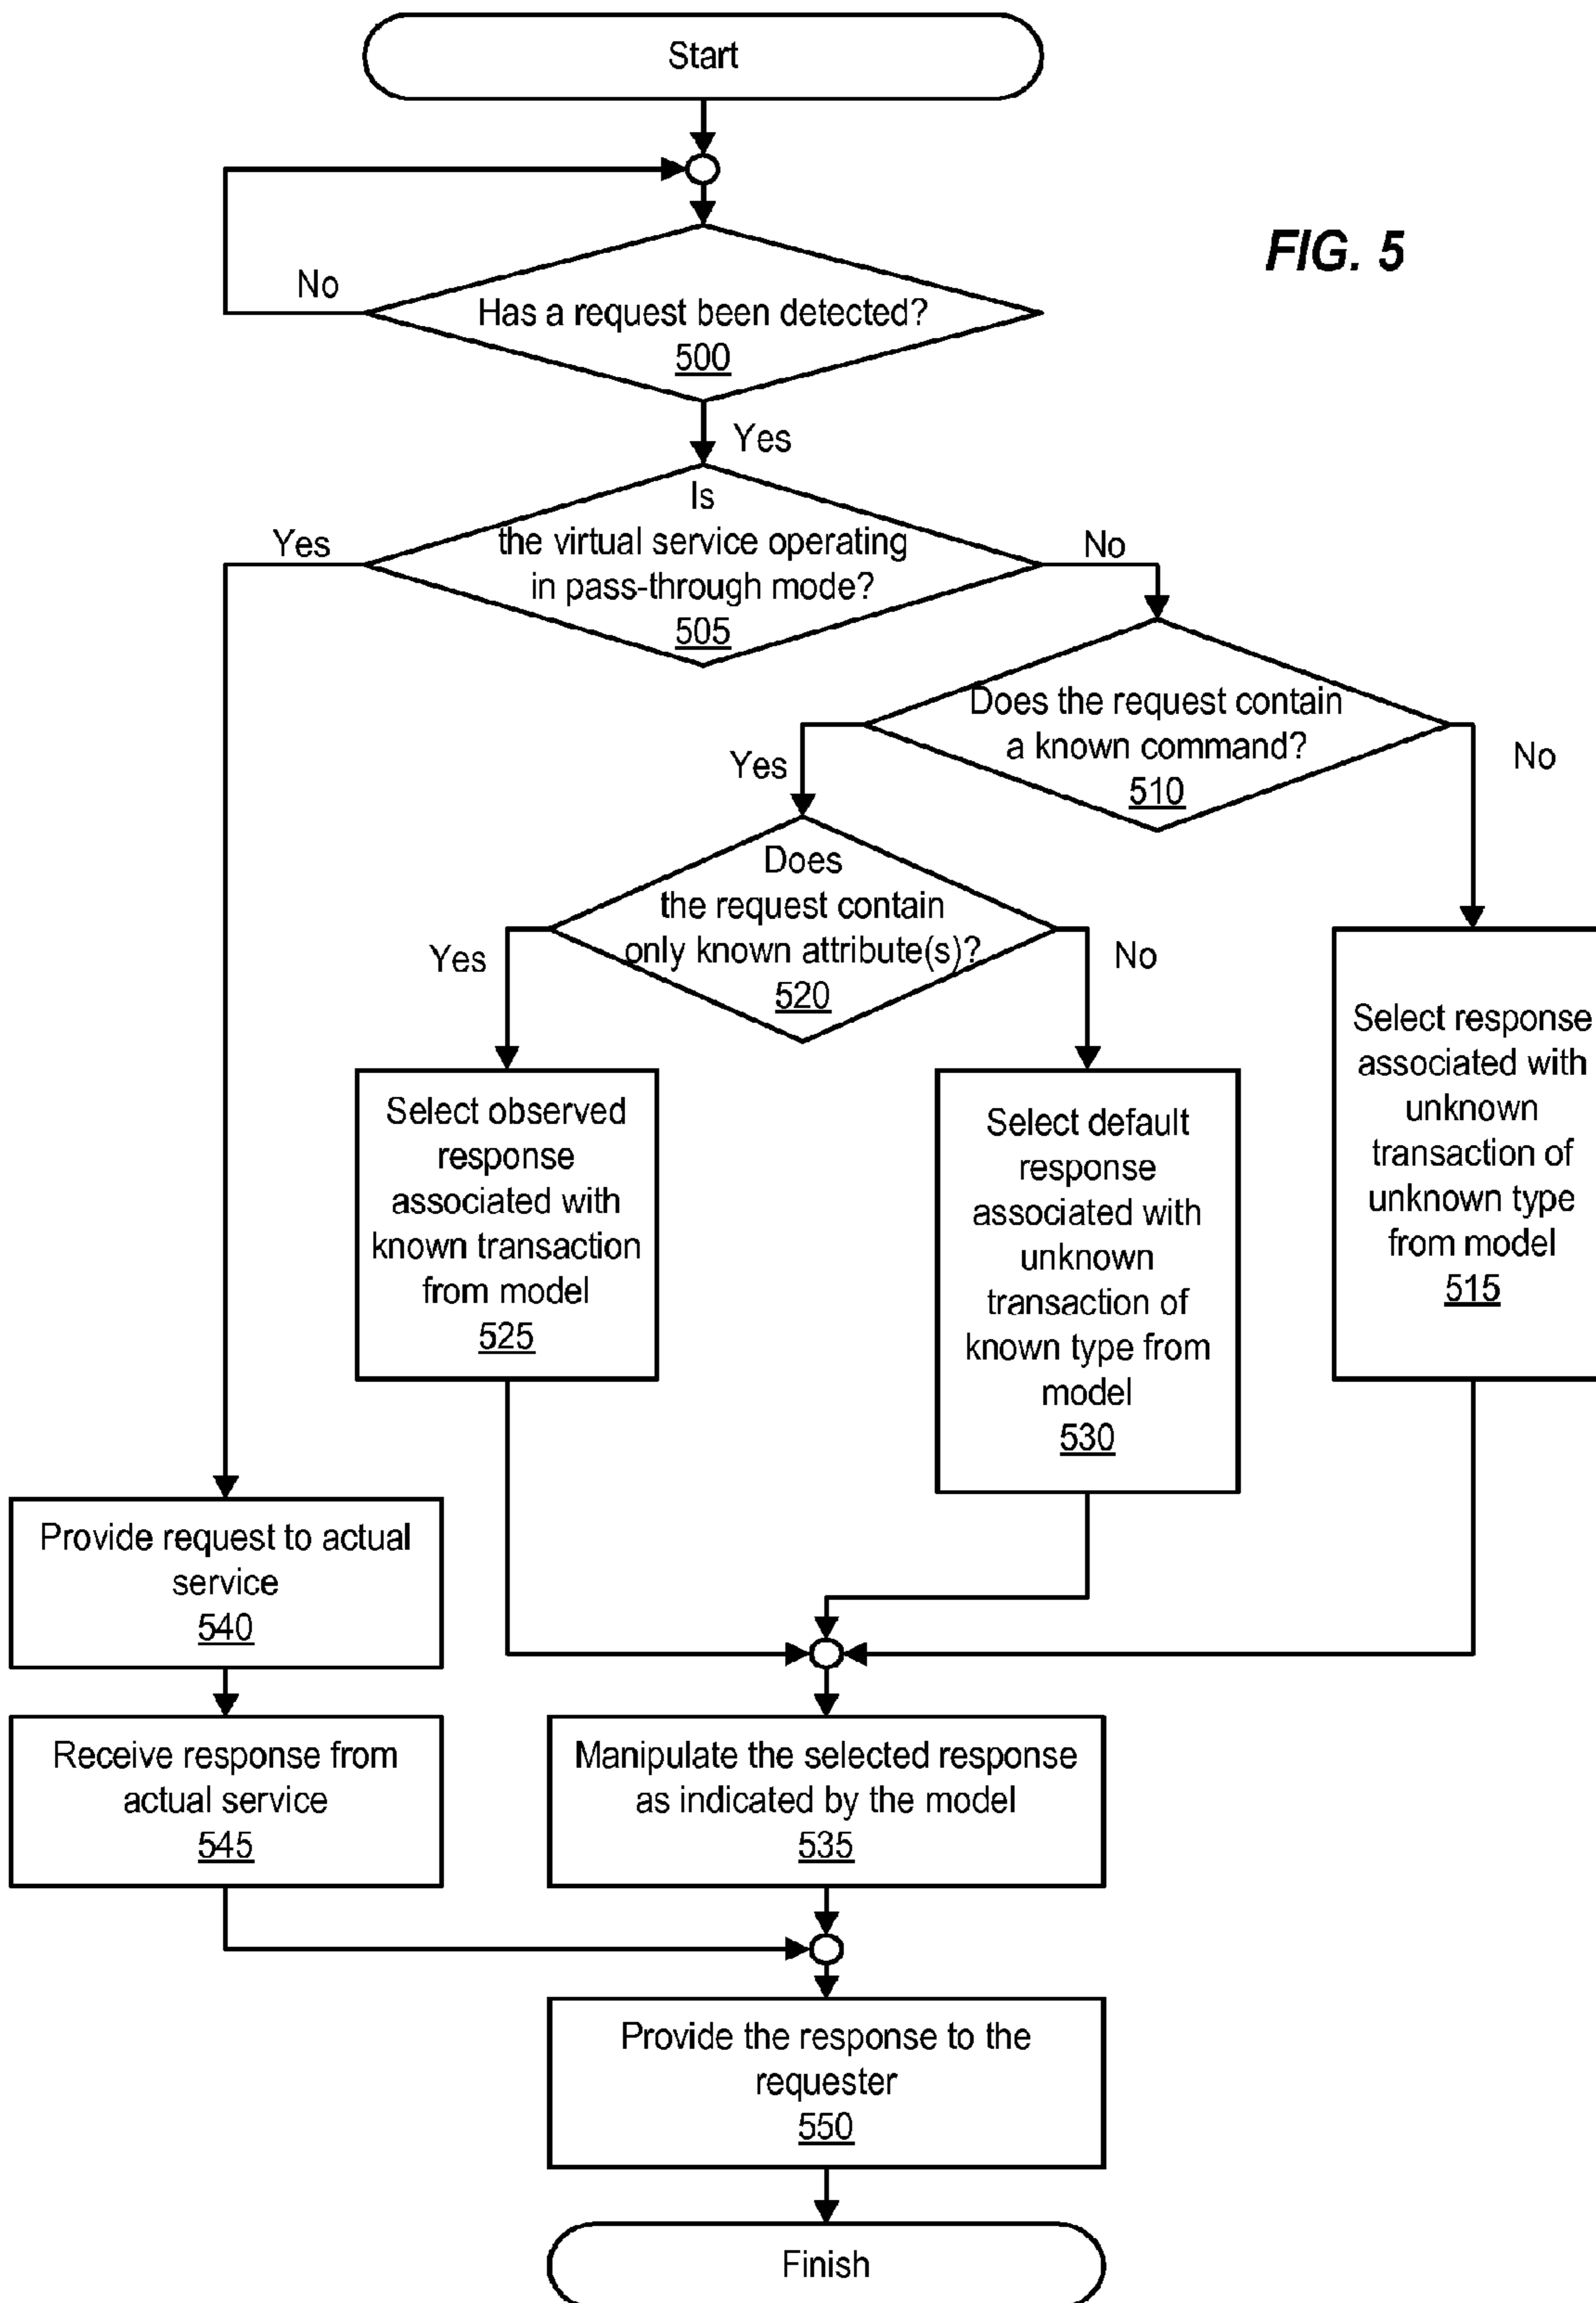 Start
FIG. 5
No
Has a request been detected?
500
Yes
Is
the virtual service operating
in pass-through mode?
505
Yes
No
Does the request contain
a known command?
510
Yes
No
Does
the request contain
only known attribute(s)?
520
Yes
No
Select response
associated with
unknown
transaction of
unknown type
from model
515
Select observed
response
associated with
known transaction
from model
525
Select default
response
associated with
unknown
transaction of
known type from
model
530
Provide request to actual
service
540
Receive response from
actual service
545
Manipulate the selected response
as indicated by the model
535
Provide the response to the
requester
550
Finish